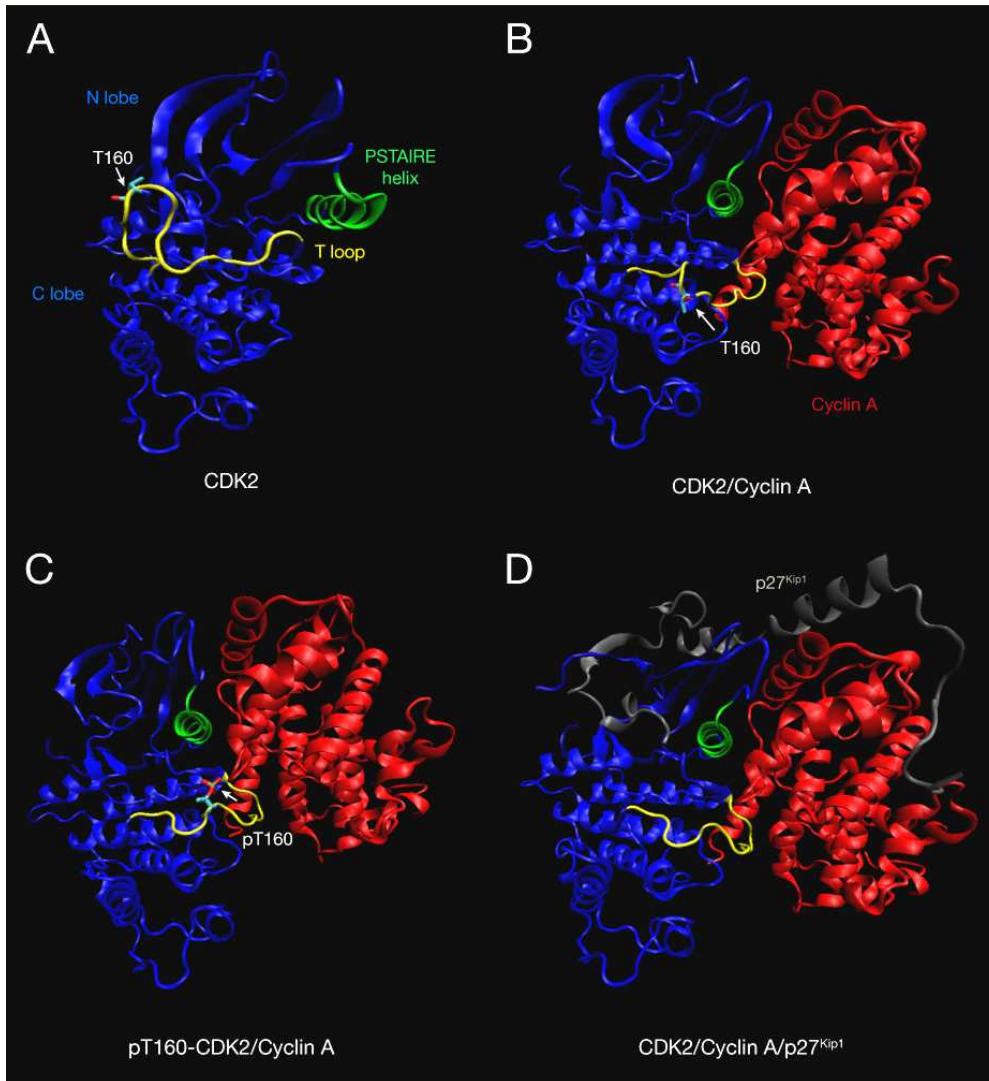 A
N lobe
T160
PSTAIRE
helix
T loop
C lobe
CDK2
B
T160
Cyclin A
CDK2/Cyclin A
C
pT160
pT160-CDK2/Cyclin A
D
p27Kip1
CDK2/Cyclin A/p27Kip1